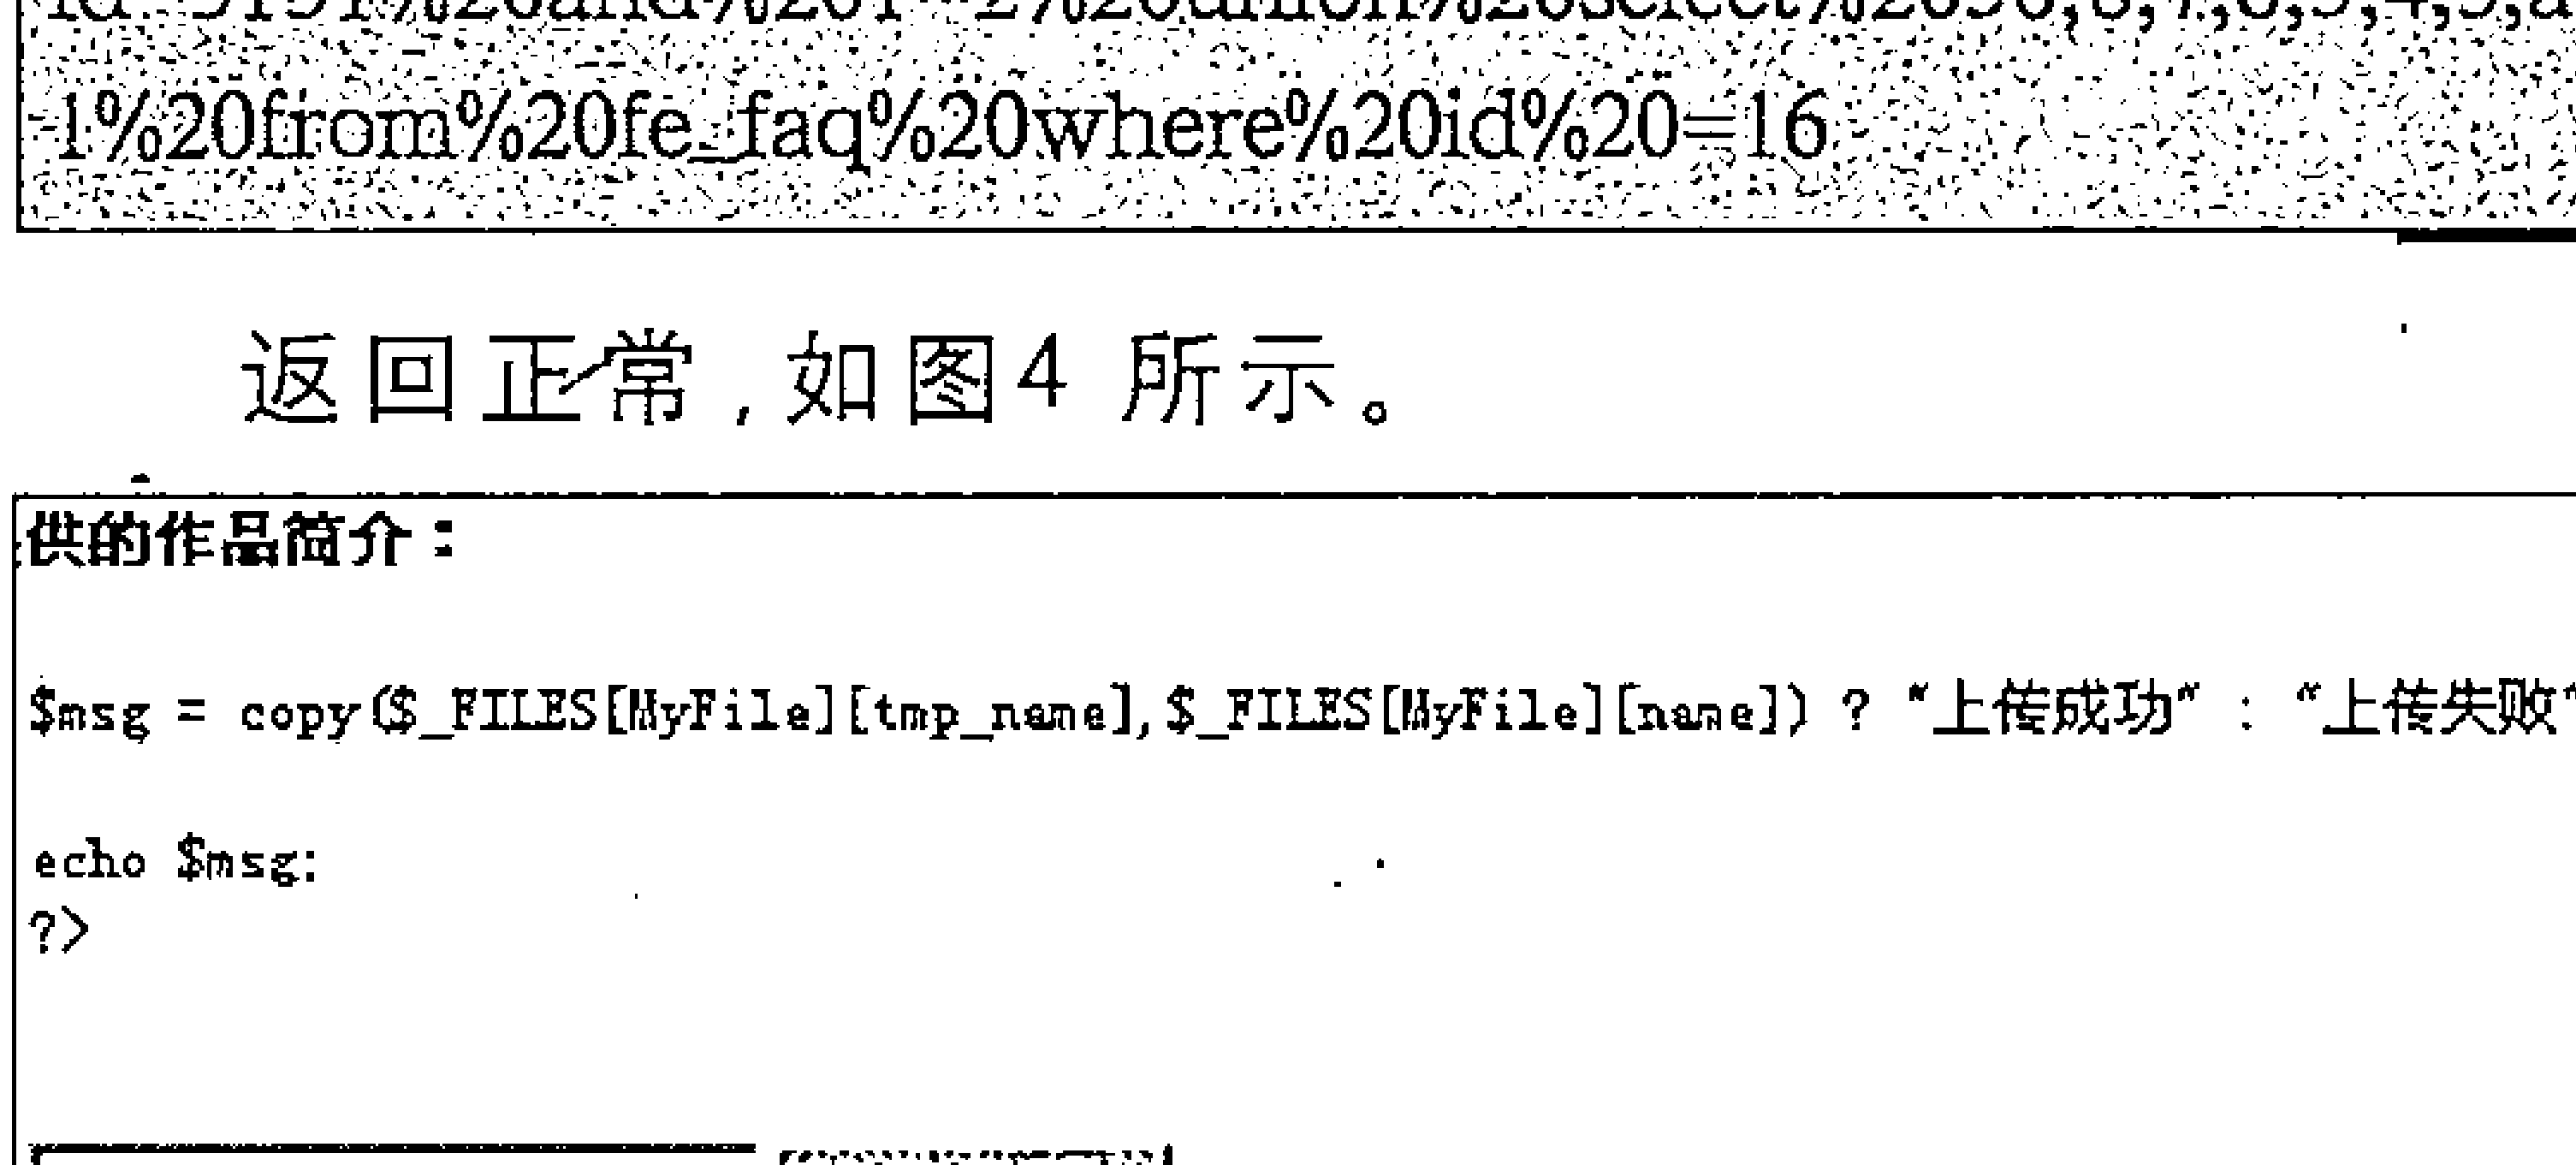 1%20from%20fe_faq%20where%20id%20=16
返回正常,如图4 所示。
供的作品简介：
$msg = copy($_FILES[MyFile][tmp_name],$_FILES[MyFile][name]) ? "上传成功" : "上传失败"
echo $msg;
?>